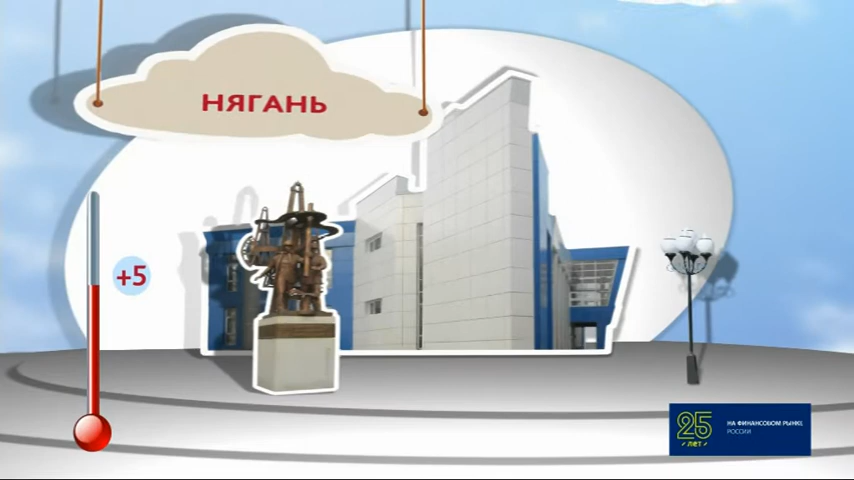 НЯГАНЬ
+5
25
лет
НА ФИНАНСОВОМ РЫНКЕ
РОССИИ